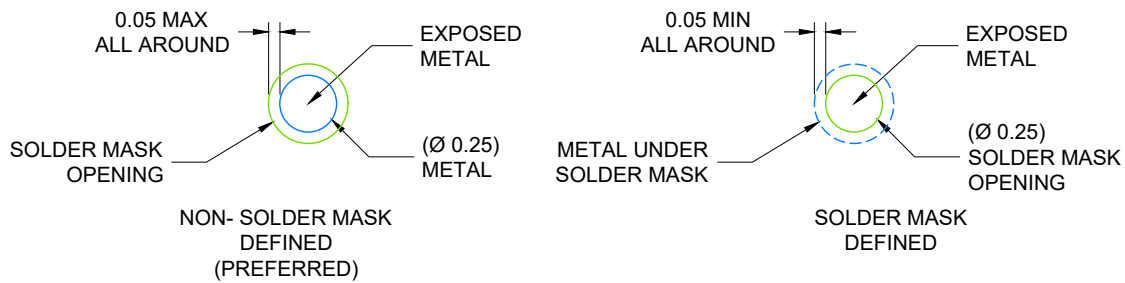 0.05 MAX
ALL AROUND
EXPOSED
METAL
SOLDER MASK
OPENING
(Ø 0.25)
METAL
NON- SOLDER MASK
DEFINED
(PREFERRED)
0.05 MIN
ALL AROUND
EXPOSED
METAL
METAL UNDER
SOLDER MASK
(Ø 0.25)
SOLDER MASK
OPENING
SOLDER MASK
DEFINED